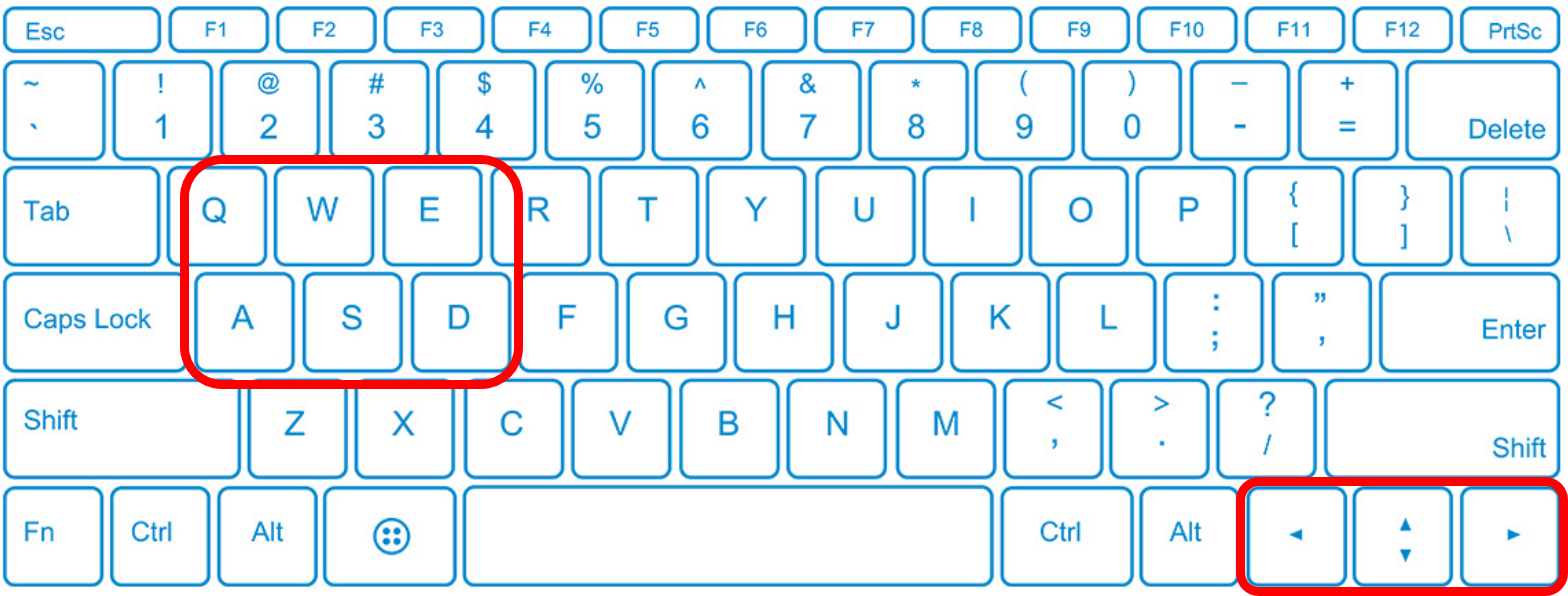 Esc F1 F2 F3 F4 F5 F6 F7 F8 F9 F10 F11 F12 PrtSc
~ ! @ # $ % ^ & * ( ) – +
` 1 2 3 4 5 6 7 8 9 0 - = Delete
Tab Q W E R T Y U I O P { } ¦
[ ] \
Caps Lock A S D F G H J K L : ”
; , Enter
Shift Z X C V B N M < > ?
, . / Shift
Fn Ctrl Alt Ctrl Alt ◄ ▲ ►
▼